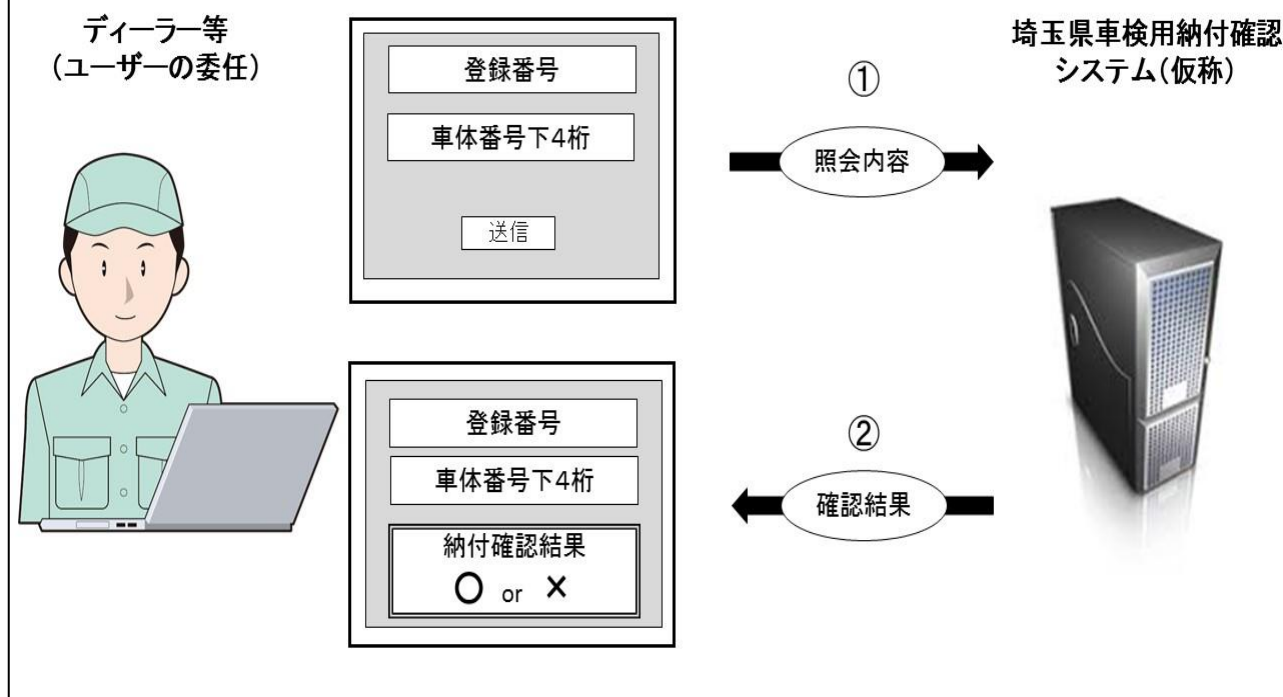 ディーラー等
(ユーザーの委任)
登録番号
車体番号下4桁
送信
①
照会内容
埼玉県車検用納付確認
システム(仮称)
登録番号
車体番号下4桁
納付確認結果
○ or ×
②
確認結果